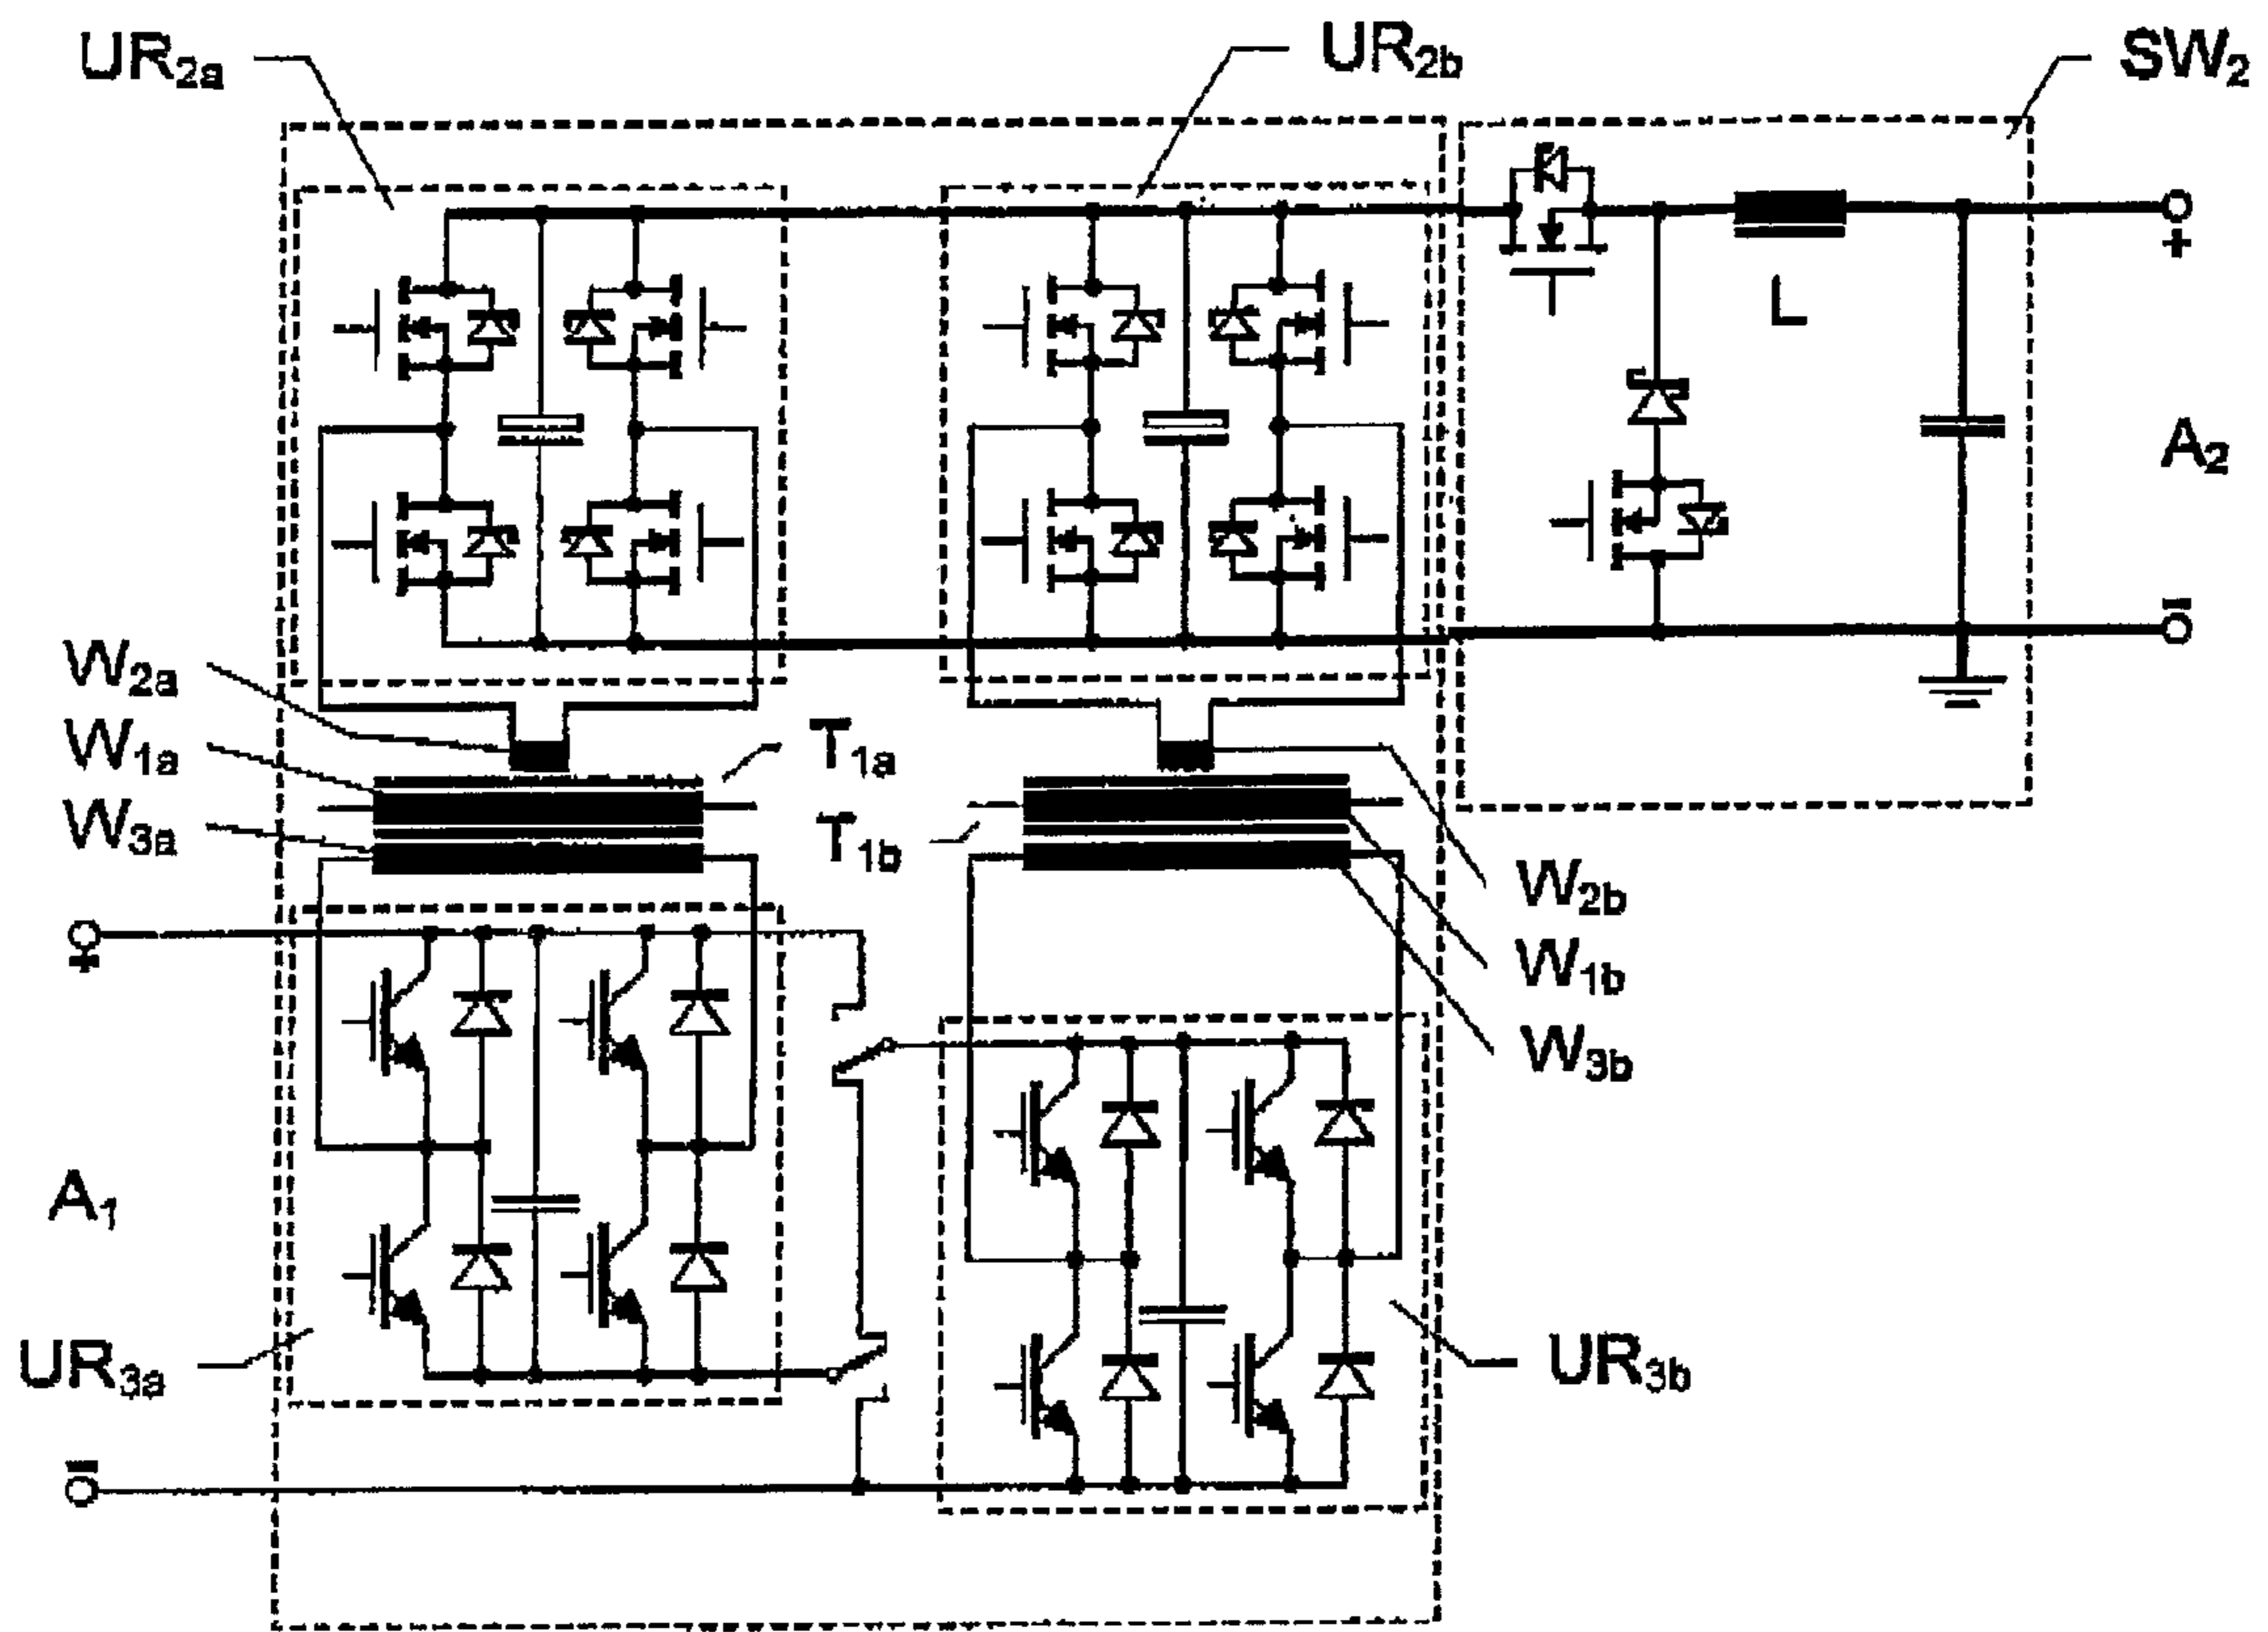 UR2a
UR2b
SW2
+
L
A2
−
W2a
W1a
W3a
T1a
T1b
W2b
W1b
W3b
+
A1
UR3a
UR3b
−